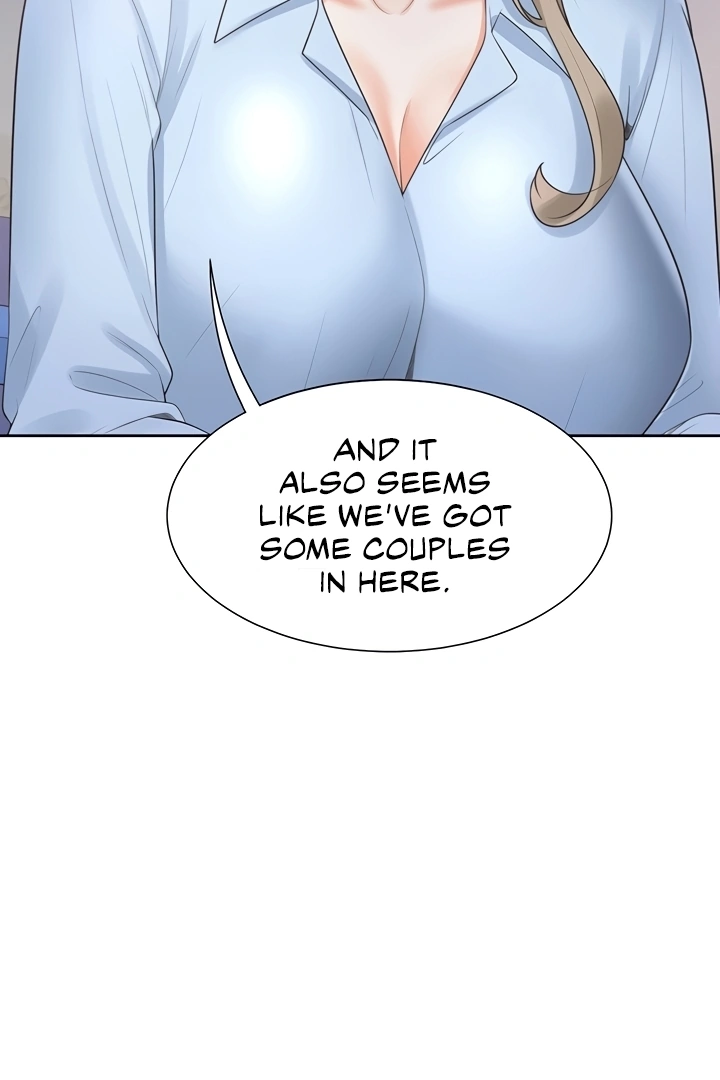 AND IT
ALSO SEEMS
LIKE WE'VE GOT
SOME COUPLES
IN HERE.